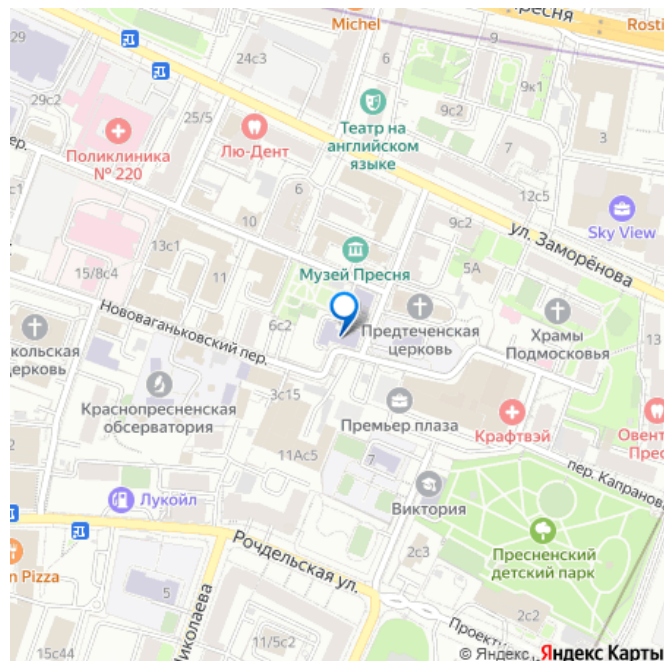 Michel
Пресня
Rosti
24с3
6
9
29с2
9к1
25/5
9с2
3
Поликлиника
№ 220
Лю-Дент
Театр на
английском
языке
7
пер.
6
12с5
10
9с2
Sky View
ул. Заморёнова
13с1
Музей Пресня
5А
15/8с4
11
Нововаганьковский пер.
6с2
Предтеченская
церковь
Храмы
Подмосковья
13
кольская
церковь
Краснопресненская
обсерватория
3с15
Премьер плаза
Крафтвэй
Овент
Прес
11Ас5
7
пер. Капранова
Виктория
Лукойл
Рочдельская ул.
2с3
Пресненский
детский парк
n Pizza
5
Николаева
2с2
11/5с2
Проекти
15с44
© Яндекс
Яндекс Карты